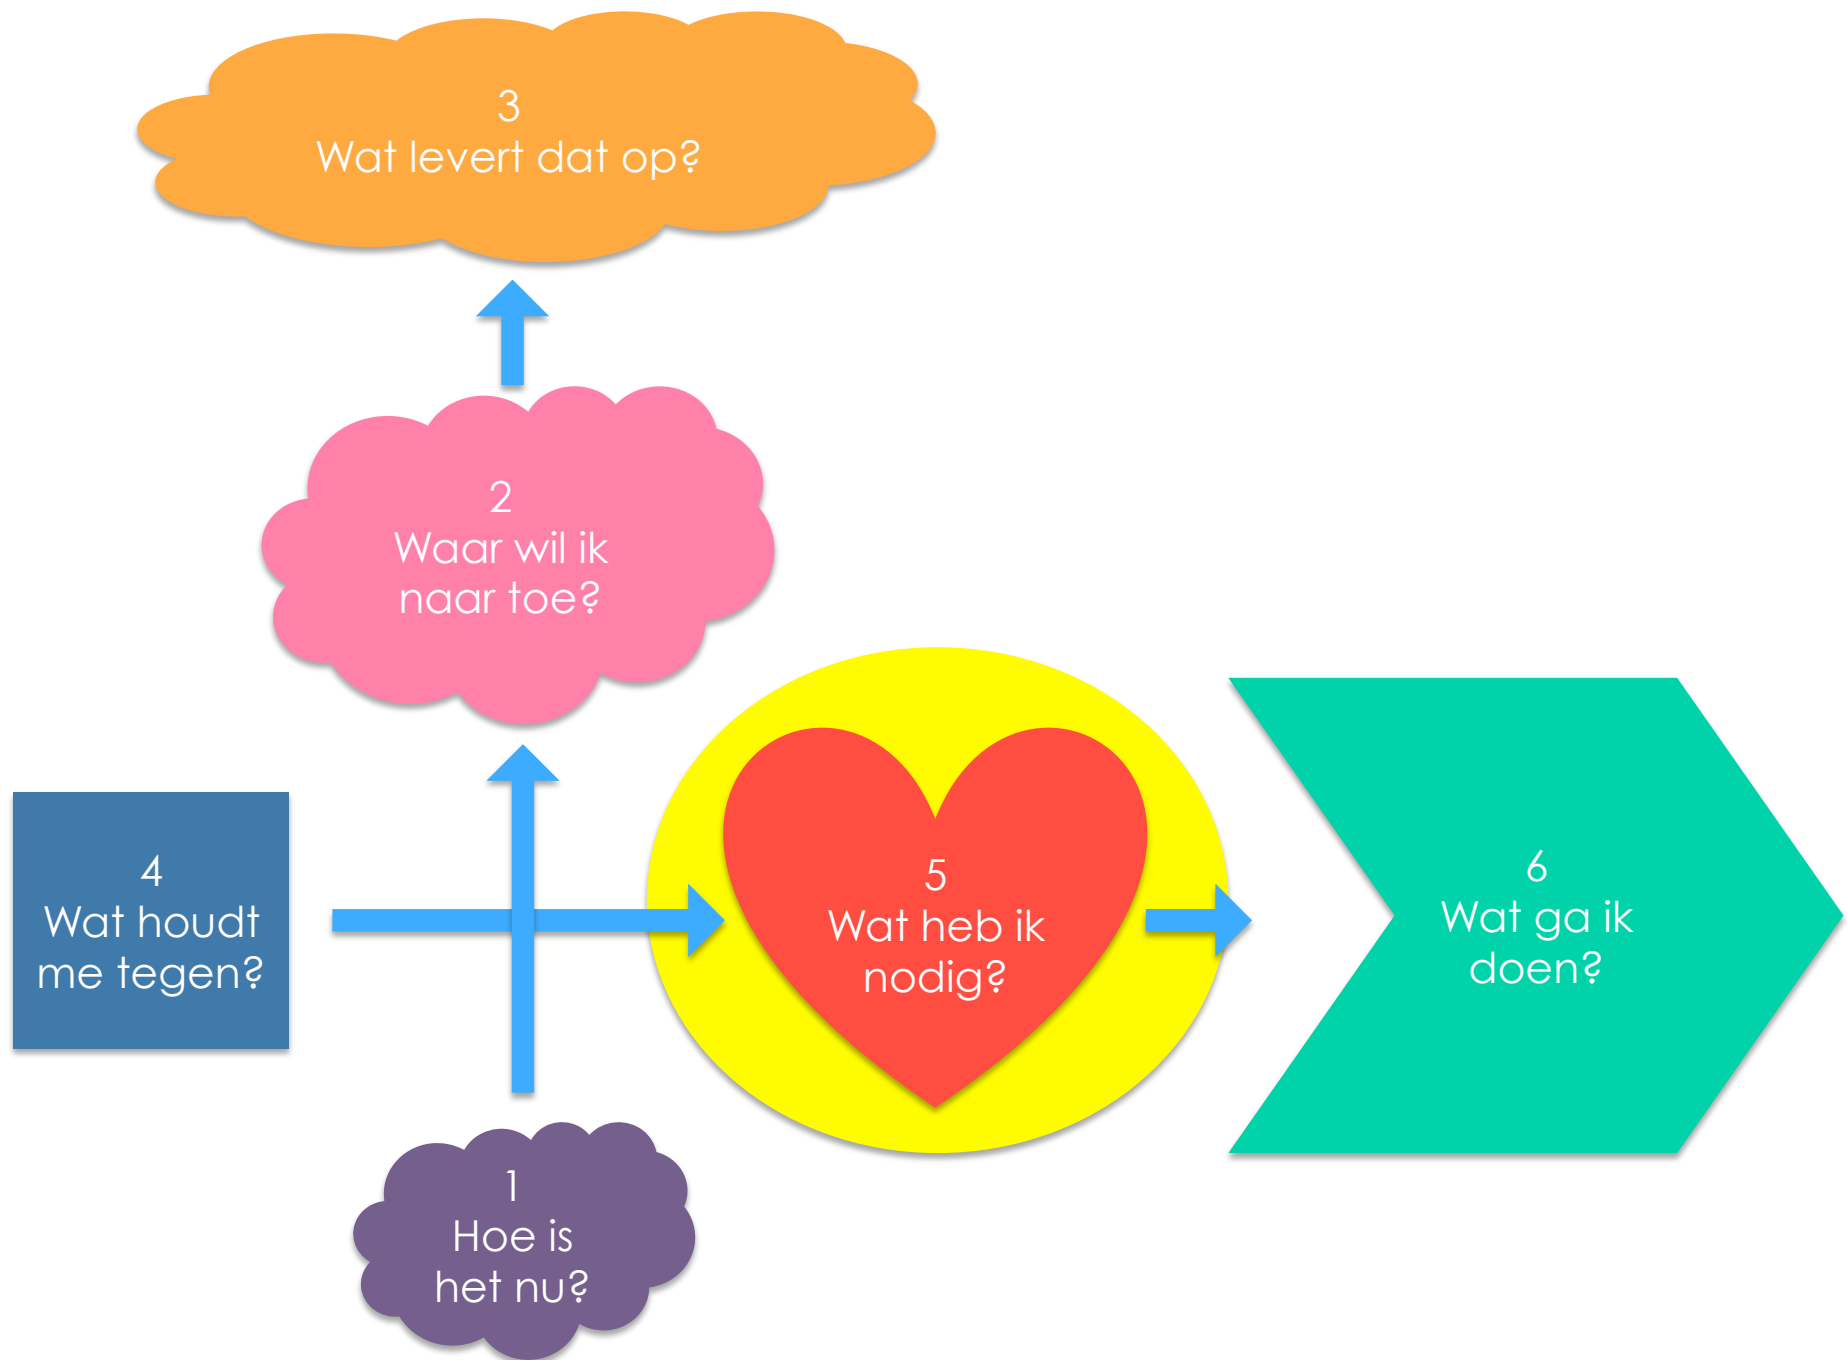 3
Wat levert dat op?
2
Waar wil ik
naar toe?
4
Wat houdt
me tegen?
5
Wat heb ik
nodig?
6
Wat ga ik
doen?
1
Hoe is
het nu?